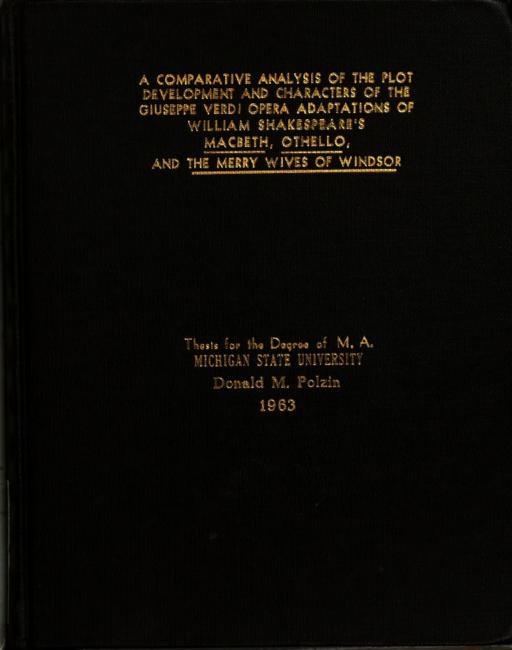 A COMPARATIVE ANALYSIS OF THE PLOT
DEVELOPMENT AND CHARACTERS OF THE
GIUSEPPE VERDI OPERA ADAPTATIONS OF
WILLIAM SHAKESPEARE'S
MACBETH, OTHELLO,
AND THE MERRY WIVES OF WINDSOR
Thesis for the Degree of M. A.
MICHIGAN STATE UNIVERSITY
Donald M. Polzin
1963